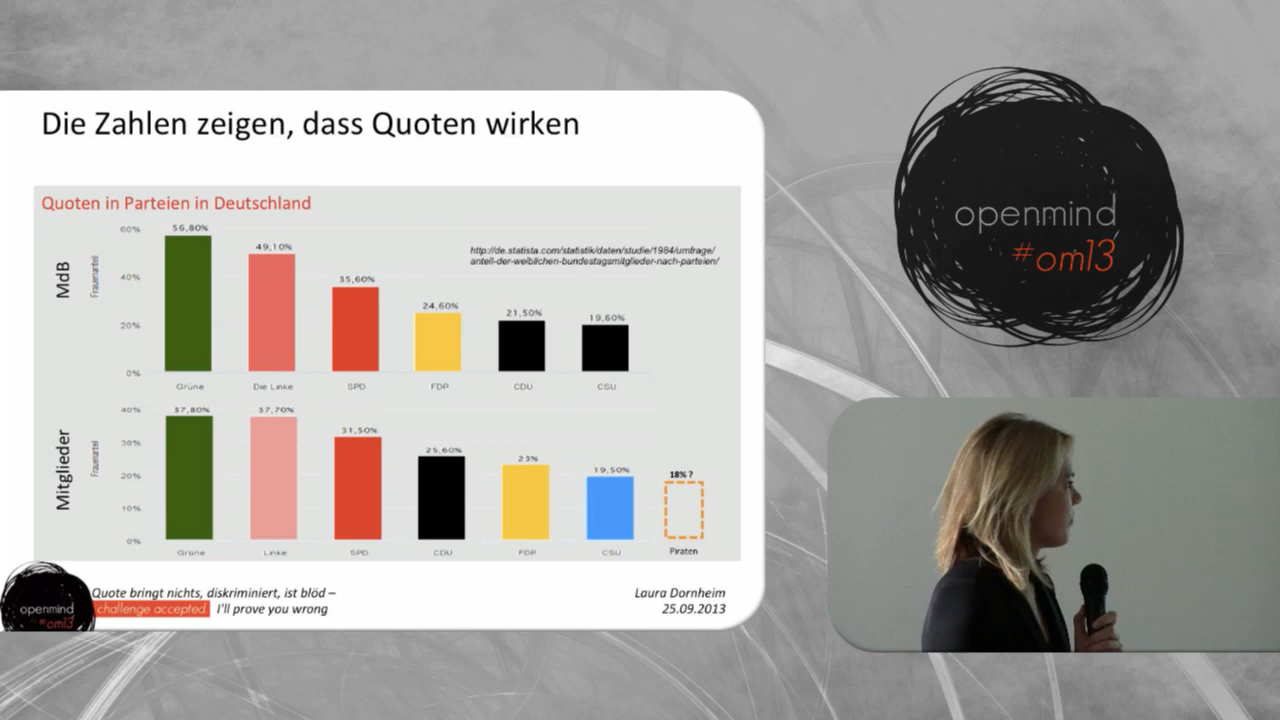 Die Zahlen zeigen, dass Quoten wirken
Quoten in Parteien in Deutschland
http://de.statista.com/statistik/daten/studie/1984/umfrage/
anteil-der-weiblichen-bundestagsmitglieder-nach-parteien/
MdB
Frauenanteil
60%
40%
20%
0%
56,80%
49,10%
35,60%
24,60%
21,50%
19,60%
Grüne
Die Linke
SPD
FDP
CDU
CSU
Mitglieder
Frauenanteil
40%
30%
20%
10%
0%
37,80%
37,70%
31,50%
25,60%
23%
19,50%
18% ?
Grüne
Linke
SPD
CDU
FDP
CSU
Piraten
openmind
#om13
Quote bringt nichts, diskriminiert, ist blöd –
challenge accepted. I'll prove you wrong
Laura Dornheim
25.09.2013
openmind
#om13